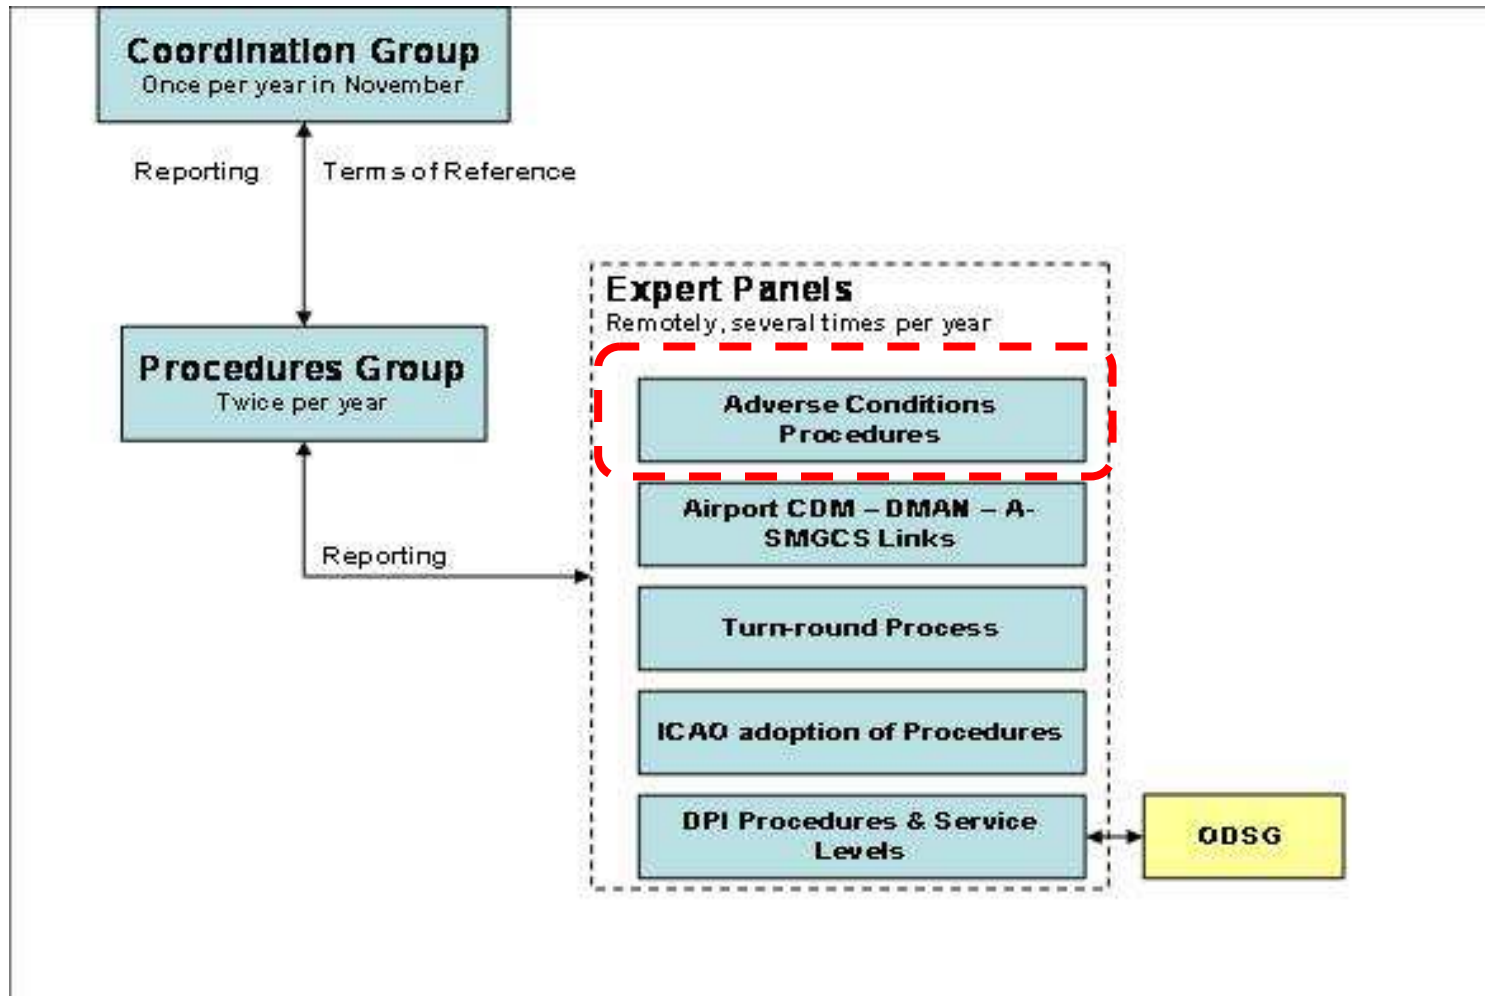 Coordination Group
Once per year in November
Reporting
Terms of Reference
Expert Panels
Remotely, several times per year
Procedures Group
Twice per year
Adverse Conditions
Procedures
Airport CDM – DMAN – A-
SMGCS Links
Reporting
Turn-round Process
ICAO adoption of Procedures
DPI Procedures & Service
Levels
ODSG